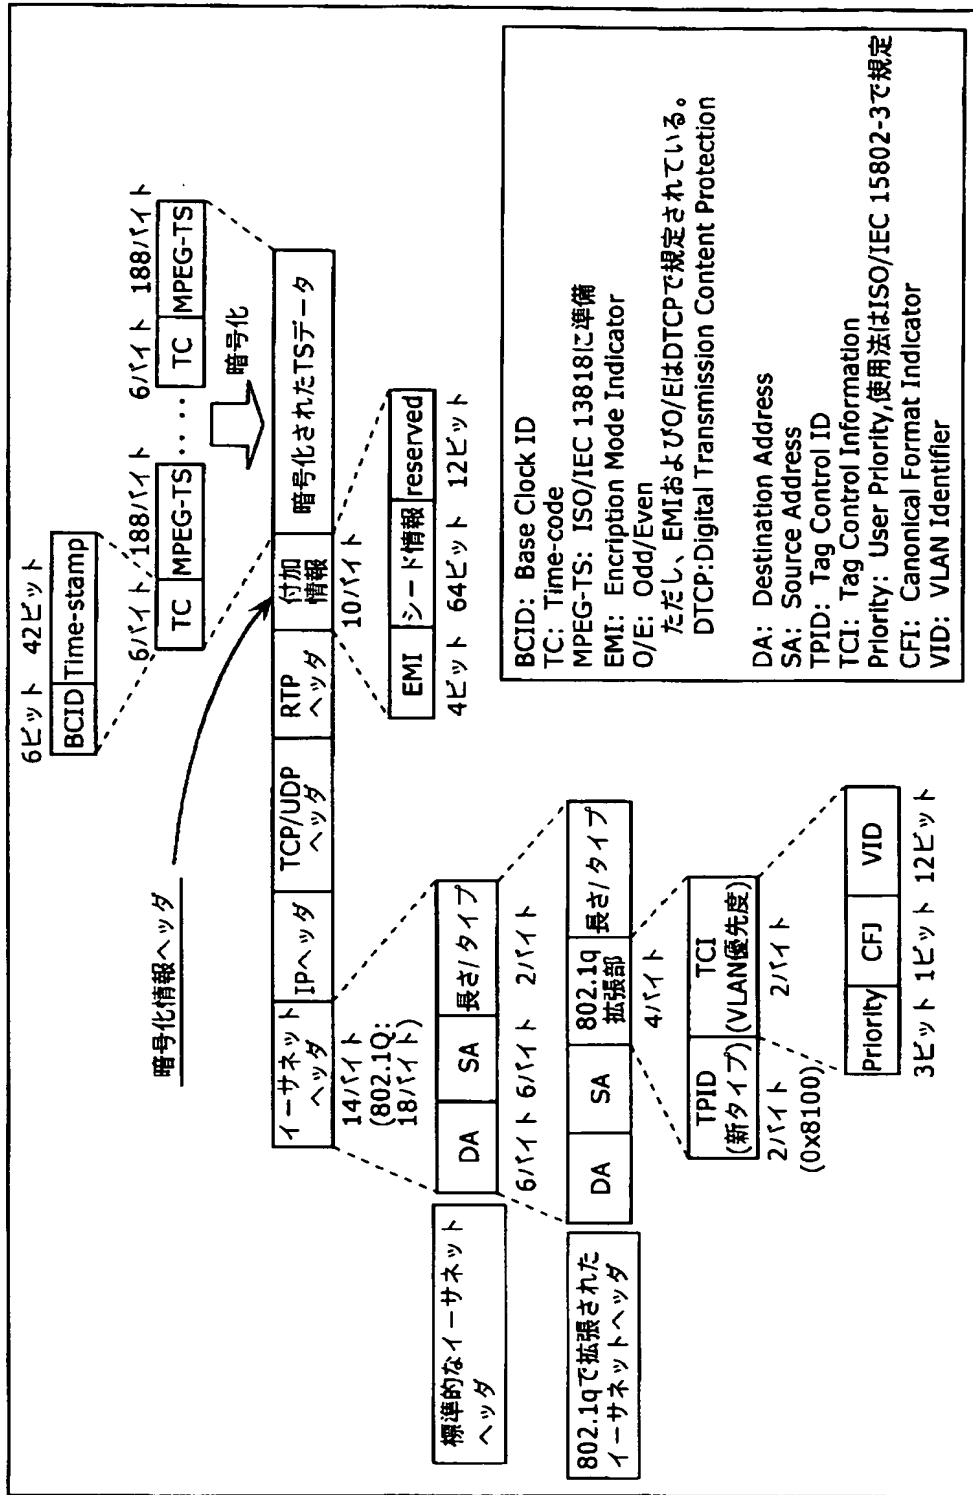 6ビット 42ビット
BCID Time-stamp
6バイト 188バイト 6バイト 188バイト
TC MPEG-TS ････ TC MPEG-TS
暗号化
暗号化情報ヘッダ
イーサネット
ヘッダ
IPヘッダ
TCP/UDP
ヘッダ
RTP
ヘッダ
付加
情報
暗号化されたTSデータ
14バイト
(802.1Q:
18バイト)
10バイト
EMI シード情報 reserved
4ビット 64ビット 12ビット
標準的なイーサネット
ヘッダ
DA SA 長さ/タイプ
6バイト 6バイト 2バイト
802.1qで拡張された
イーサネットヘッダ
DA SA
802.1q
拡張部
長さ/タイプ
4バイト
TPID
(新タイプ)
TCI
(VLAN優先度)
2バイト
(0x8100)
2バイト
Priority CFJ VID
3ビット 1ビット 12ビット
BCID: Base Clock ID
TC: Time-code
MPEG-TS: ISO/IEC 13818に準備
EMI: Encription Mode Indicator
O/E: Odd/Even
ただし、EMIおよびO/EはDTCPで規定されている。
DTCP:Digital Transmission Content Protection
DA: Destination Address
SA: Source Address
TPID: Tag Control ID
TCI: Tag Control Information
Priority: User Priority,使用法はISO/IEC 15802-3で規定
CFI: Canonical Format Indicator
VID: VLAN Identifier